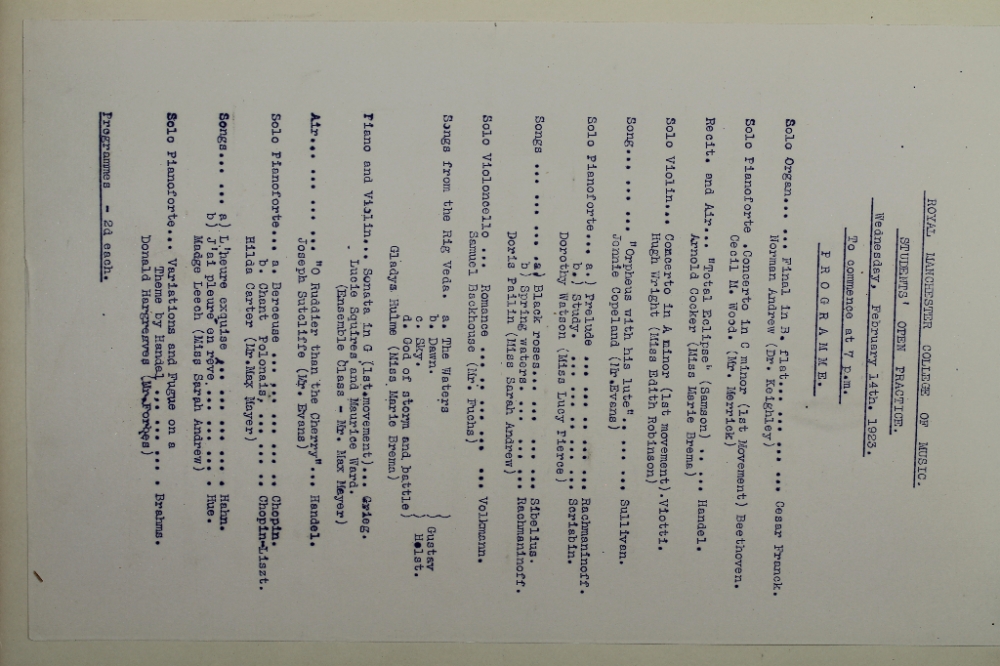 ROYAL MANCHESTER COLLEGE OF MUSIC.
STUDENTS' OPEN PRACTICE.
Wednesday, February 14th. 1923.
To commence at 7 p.m.
P R O G R A M M E.
Solo Organ... ... Final in B. flat... ... ... ... Cesar Franck.
Norman Andrew (Dr. Keighley)
Solo Pianoforte .Concerto in C minor (1st Movement) Beethoven.
Cecil M. Wood. (Mr. Merrick)
Recit. and Air... "Total Eclipse" (Samson) .. ... Handel.
Arnold Cocker (Miss Marie Brema)
Solo Violin... Concerto in A minor (1st movement).Viotti.
Hugh Wright (Miss Edith Robinson)
Song... ... ... "Orpheus with his lute".. ... ... Sullivan.
Jennie Copeland (Mr.Evans)
Solo Pianoforte... a.) Prelude ... ... ... ... ... Rachmaninoff.
b.) Study. ... ... ... ... ... Scriabin.
Dorothy Watson (Miss Lucy Pierce)
Songs ... ... ... .a) Black roses... ... ... ... Sibelius.
b) Spring waters. ... ... ... Rachmaninoff.
Doris Pailin (Miss Sarah Andrew)
Solo Violoncello ... Romance ... .. ... ... ... Volkmann.
Samuel Backhouse (Mr. Fuchs)
Songs from the Rig Veda. a. The Waters
b. Dawn.
c. Sky.
d. God of storm and battle
} Gustav
} Holst.
Gladys Hulme (Miss Marie Brema)
Piano and Violin... Sonata in G (1st.movement)... Grieg.
Lucie Squires and Maurice Ward.
(Ensemble Class - Mr. Max Mayer)
Air... ... ... ... "O Ruddier than the Cherry"... Handel.
Joseph Sutcliffe (Mr. Evans)
Solo Pianoforte... a. Berceuse ... ... ... ... ... Chopin.
b. Chant Polonais, ... ... ... Chopin-Liszt.
Hilda Carter (Mr.Max Mayer)
Songs... ... a) L'heure exquise ... ... ... ... . Hahn.
b) J'ai pleure en rêve. ... ... ... . Hue.
Madge Leech (Miss Sarah Andrew)
Solo Pianoforte... Variations and Fugue on a
Theme by Handel ... ... ... ... . Brahms.
Donald Hargreaves (Mr.Forbes)
Programmes - 2d each.